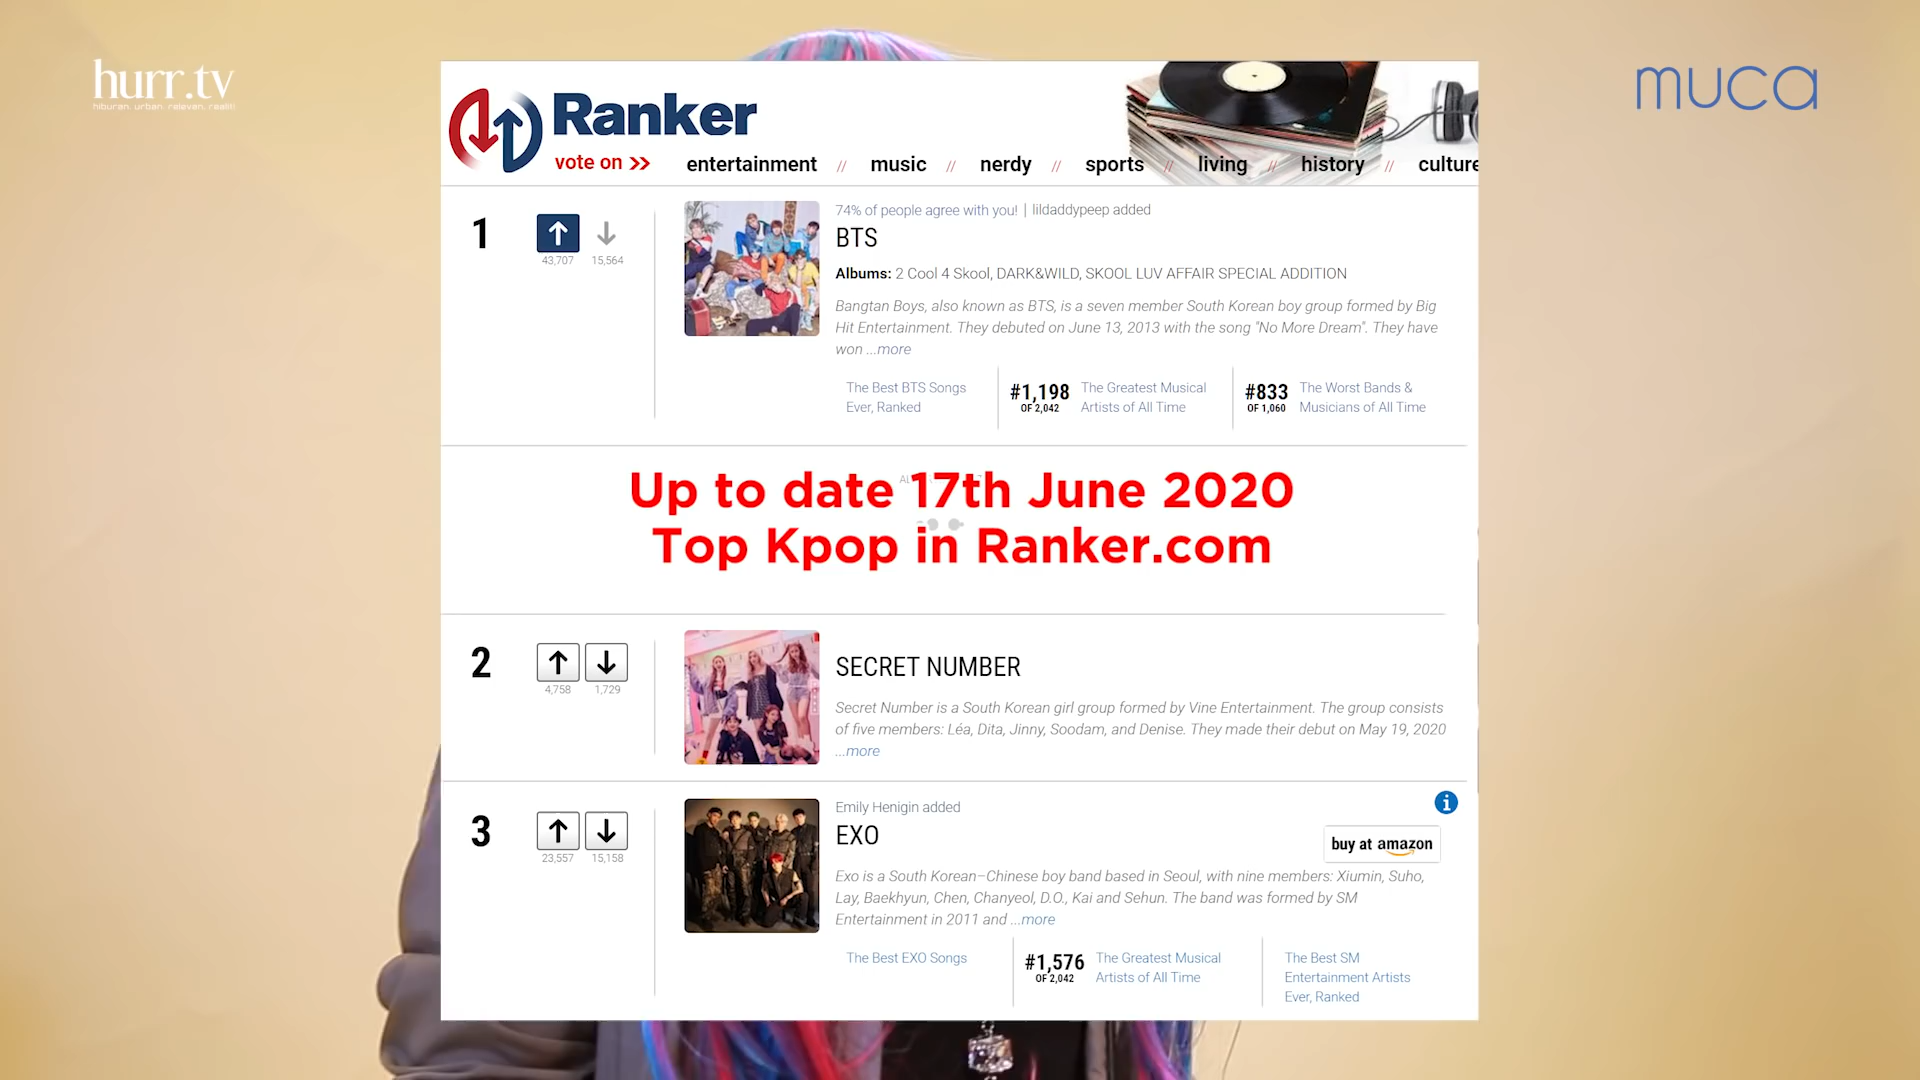 hurr.tv
hiburan. urban. relevan. realiti
muca
Ranker
vote on >>
entertainment // music // nerdy // sports // living // history // culture
1
43,707 15,564
74% of people agree with you! | lildaddypeep added
BTS
Albums: 2 Cool 4 Skool, DARK&WILD, SKOOL LUV AFFAIR SPECIAL ADDITION
Bangtan Boys, also known as BTS, is a seven member South Korean boy group formed by Big
Hit Entertainment. They debuted on June 13, 2013 with the song "No More Dream". They have
won ...more
The Best BTS Songs
Ever, Ranked
#1,198
OF 2,042
The Greatest Musical
Artists of All Time
#833
OF 1,060
The Worst Bands &
Musicians of All Time
Up to date 17th June 2020
Top Kpop in Ranker.com
2
4,758 1,729
SECRET NUMBER
Secret Number is a South Korean girl group formed by Vine Entertainment. The group consists
of five members: Léa, Dita, Jinny, Soodam, and Denise. They made their debut on May 19, 2020
...more
3
23,557 15,158
Emily Henigin added
EXO
buy at amazon
Exo is a South Korean–Chinese boy band based in Seoul, with nine members: Xiumin, Suho,
Lay, Baekhyun, Chen, Chanyeol, D.O., Kai and Sehun. The band was formed by SM
Entertainment in 2011 and ...more
The Best EXO Songs
#1,576
OF 2,042
The Greatest Musical
Artists of All Time
The Best SM
Entertainment Artists
Ever, Ranked